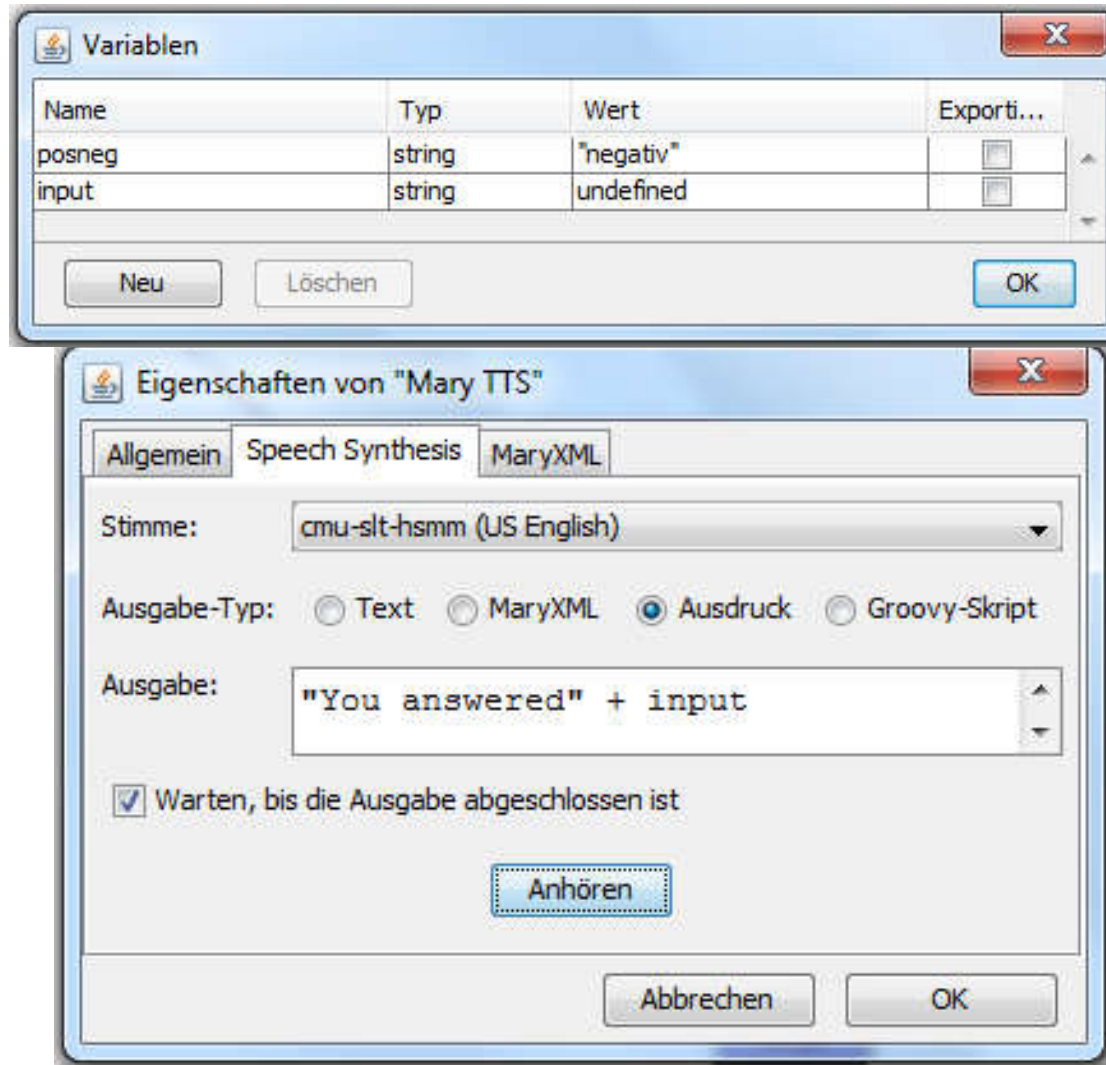 Variablen
Name Typ Wert Exporti...
posneg string "negativ"
input string undefined
Neu Löschen OK
Eigenschaften von "Mary TTS"
Allgemein Speech Synthesis MaryXML
Stimme: cmu-slt-hsmm (US English)
Ausgabe-Typ: Text MaryXML Ausdruck Groovy-Skript
Ausgabe: "You answered" + input
Warten, bis die Ausgabe abgeschlossen ist
Anhören
Abbrechen OK